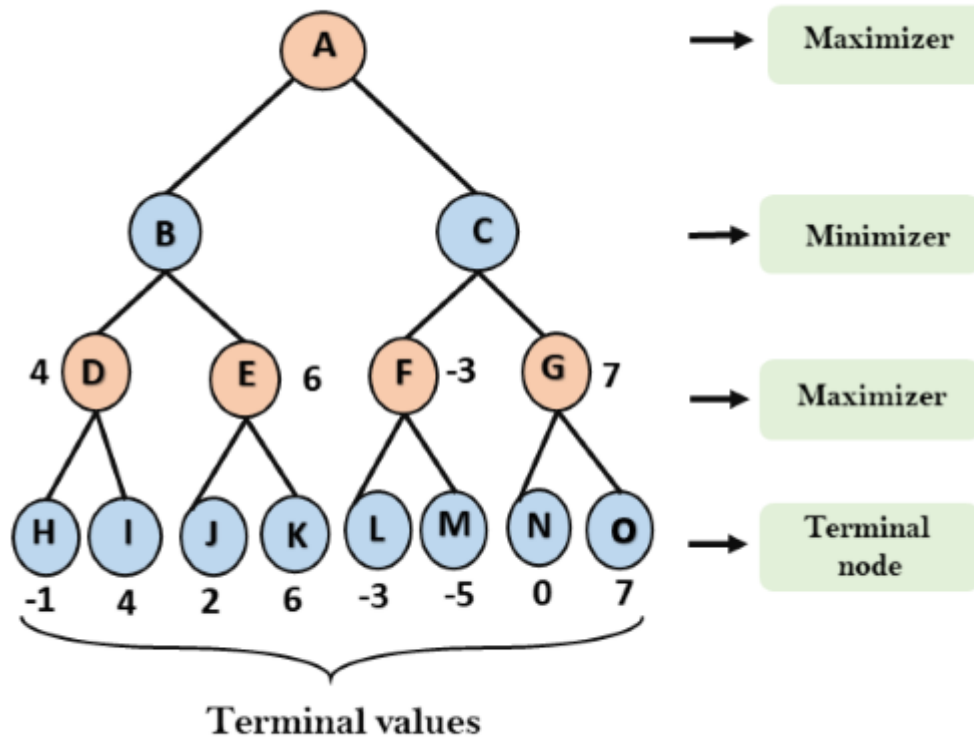 A
Maximizer
B
C
Minimizer
4 D
E 6
F -3
G 7
Maximizer
H I J K L M N O
Terminal
node
-1 4 2 6 -3 -5 0 7
Terminal values